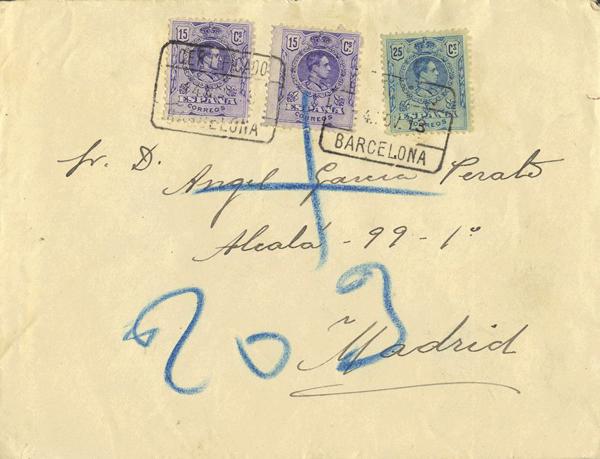 15 Cs 15 Cs 25 Cs
ESPAÑA ESPAÑA ESPAÑA
CORREOS CORREOS CORREOS
CERTIFICADO
BARCELONA BARCELONA
Sr. D.
Angel Garcia
Alcalá - 99 - 1º
Madrid
203